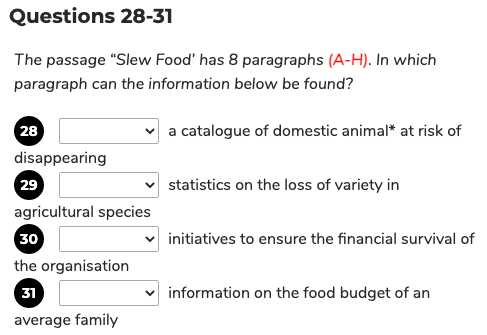 Questions 28-31
The passage “Slew Food’ has 8 paragraphs (A-H). In which
paragraph can the information below be found?
28 a catalogue of domestic animal* at risk of
disappearing
29 statistics on the loss of variety in
agricultural species
30 initiatives to ensure the financial survival of
the organisation
31 information on the food budget of an
average family